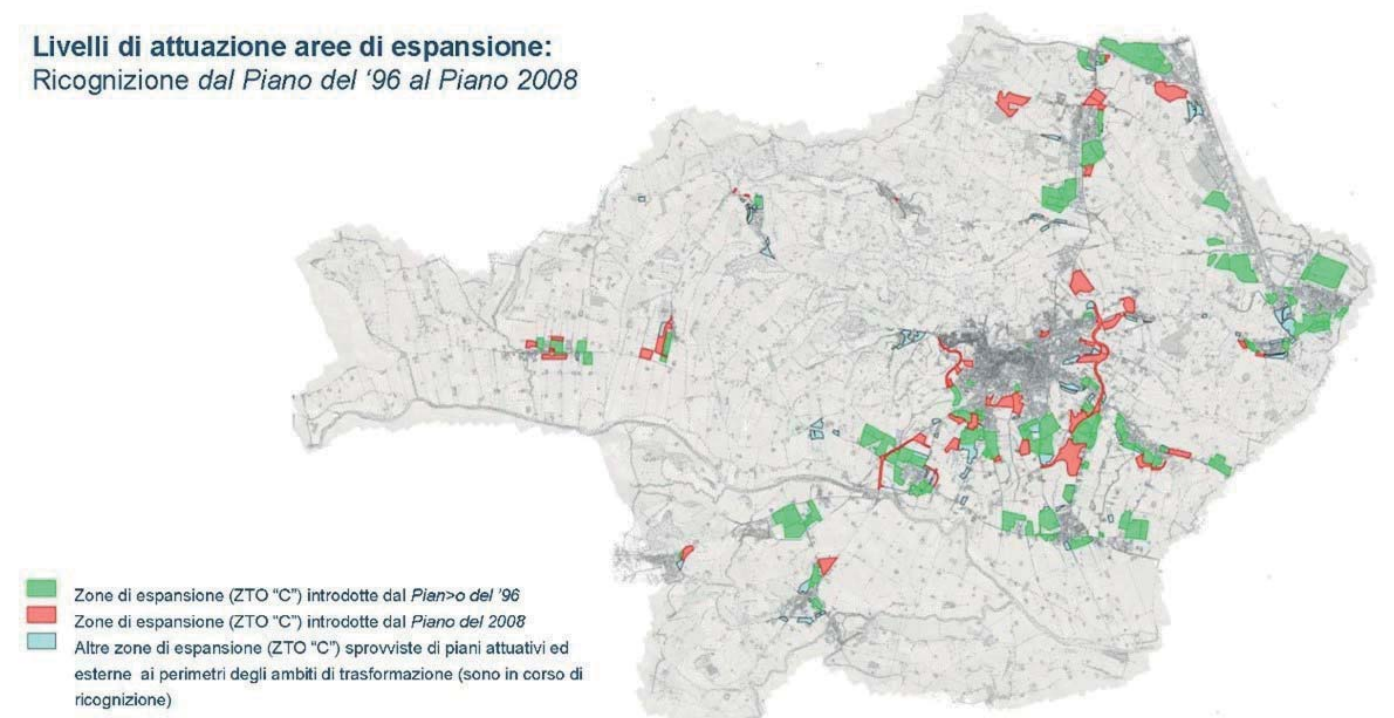 Livelli di attuazione aree di espansione:
Ricognizione dal Piano del ‘96 al Piano 2008
Zone di espansione (ZTO "C") introdotte dal Pian>o del '96
Zone di espansione (ZTO "C") introdotte dal Piano del 2008
Altre zone di espansione (ZTO "C") sprovviste di piani attuativi ed
esterne ai perimetri degli ambiti di trasformazione (sono in corso di
ricognizione)